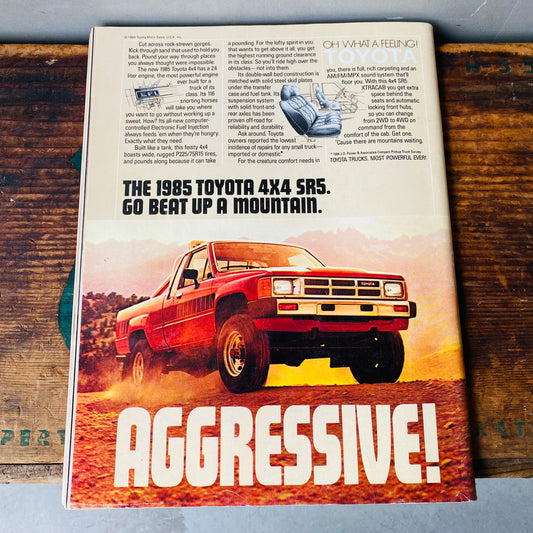 © 1984 Toyota Motor Sales, U.S.A., Inc.
Cut across rock-strewn gorges.
Kick through sand that used to hold you
back. Pound your way through places
you always thought were impassable.
The new 1985 Toyota 4x4 has a 2.4
liter engine, the most powerful engine
ever built for a
truck of its
class. Its 116
snorting horses
will take you where
you want to go without working up a
sweat. How? Its all-new computer-
controlled Electronic Fuel Injection
always feeds 'em when they're hungry.
Exactly what they need.
Built like a tank, this feisty 4x4
boasts wide, rugged P225/75R15 tires,
and pounds along because it can take
a pounding. For the lofty spirit in you
that wants to get above it all, you get
the highest running ground clearance
in its class. So you'll ride high over the
obstacles—not into them.
Its double-wall bed construction is
matched with solid steel skid plates
under the transfer
case and fuel tank. Its
suspension system
with solid front-and-
rear axles has been
proven off-road for
reliability and durability.
Ask around. Toyota
owners reported the lowest
incidence of repairs for any small truck—
imported or domestic.*
For the creature comfort needs in
OH WHAT A FEELING!
TOYOTA
you, there is full, rich carpeting and an
AM/FM/MPX sound system that'll
floor you. With this 4x4 SR5
XTRACAB you get extra
space behind the
seats and automatic
locking front hubs,
so you can change
from 2WD to 4WD on
command from the
comfort of the cab. Get one.
'Cause there are mountains waiting.
* 1984 J.D. Power & Associates Compact Pickup Truck Survey.
TOYOTA TRUCKS. MOST POWERFUL EVER!
THE 1985 TOYOTA 4X4 SR5.
GO BEAT UP A MOUNTAIN.
TOYOTA
AGGRESSIVE!
PERT